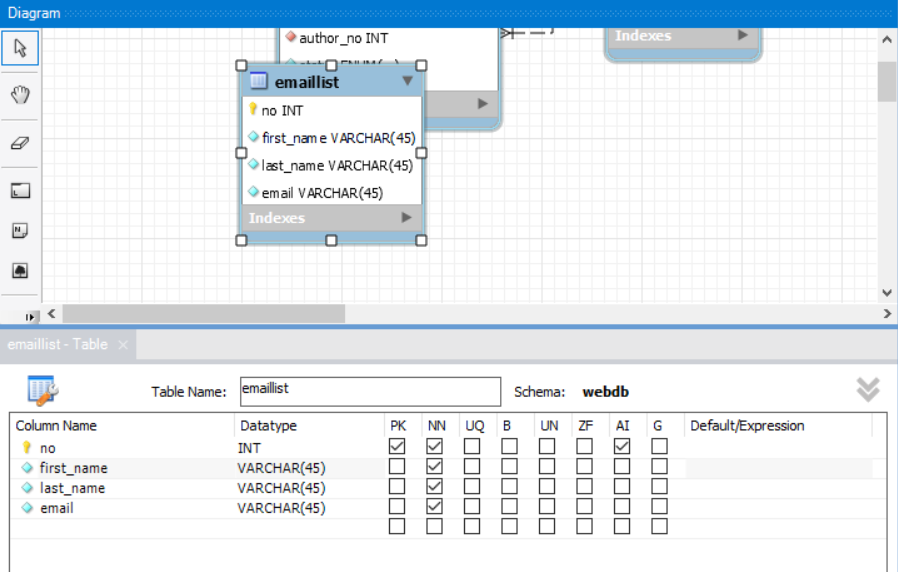 Diagram
author_no INT
Indexes
emaillist
no INT
first_name VARCHAR(45)
last_name VARCHAR(45)
email VARCHAR(45)
Indexes
emaillist - Table
Table Name: emaillist Schema: webdb
Column Name Datatype PK NN UQ B UN ZF AI G Default/Expression
no INT
first_name VARCHAR(45)
last_name VARCHAR(45)
email VARCHAR(45)